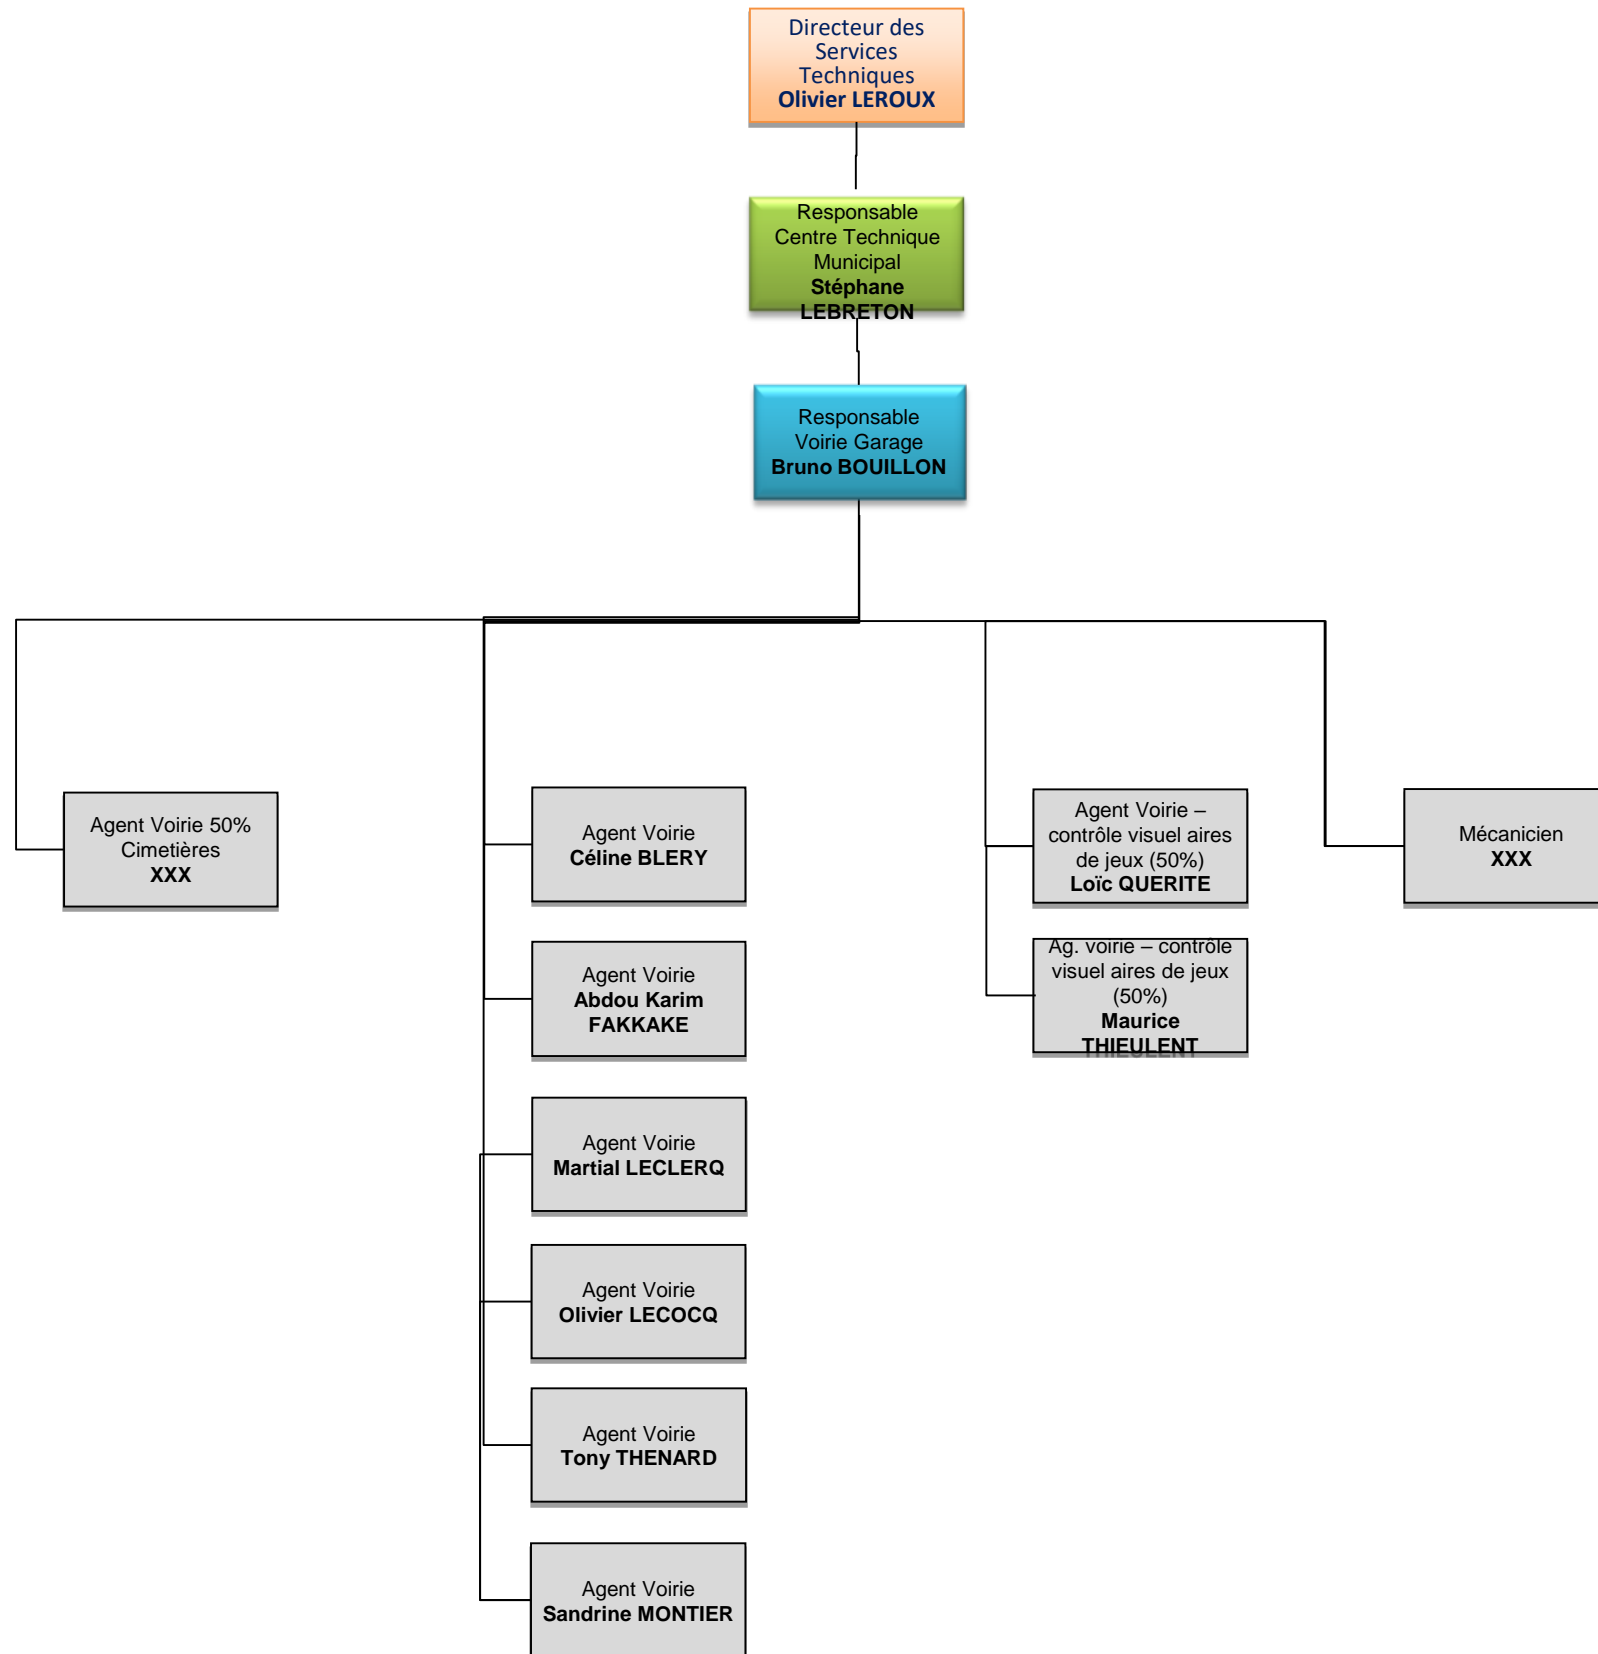 Directeur des
Services
Techniques
Olivier LEROUX
Responsable
Centre Technique
Municipal
Stéphane
LEBRETON
Responsable
Voirie Garage
Bruno BOUILLON
Agent Voirie 50%
Cimetières
XXX
Agent Voirie
Céline BLERY
Agent Voirie
Abdou Karim
FAKKAKE
Agent Voirie
Martial LECLERQ
Agent Voirie
Olivier LECOCQ
Agent Voirie
Tony THENARD
Agent Voirie
Sandrine MONTIER
Agent Voirie –
contrôle visuel aires
de jeux (50%)
Loïc QUERITE
Ag. voirie – contrôle
visuel aires de jeux
(50%)
Maurice
THIEULENT
Mécanicien
XXX